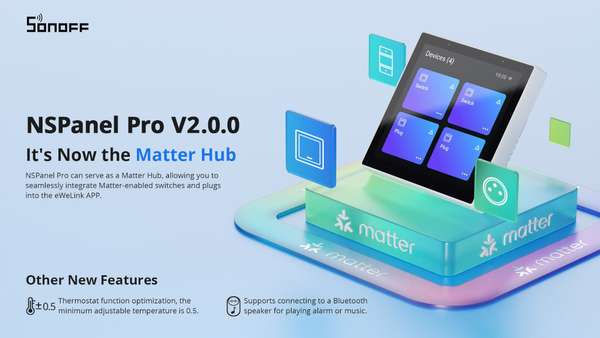 SONOFF
NSPanel Pro V2.0.0
It's Now the Matter Hub
NSPanel Pro can serve as a Matter Hub, allowing you to
seamlessly integrate Matter-enabled switches and plugs
into the eWeLink APP.
Devices (4)
19:20
Switch
Switch
Plug
Plug
matter
matter
matter
matter
Other New Features
±0.5
Thermostat function optimization, the
minimum adjustable temperature is 0.5.
Supports connecting to a Bluetooth
speaker for playing alarm or music.